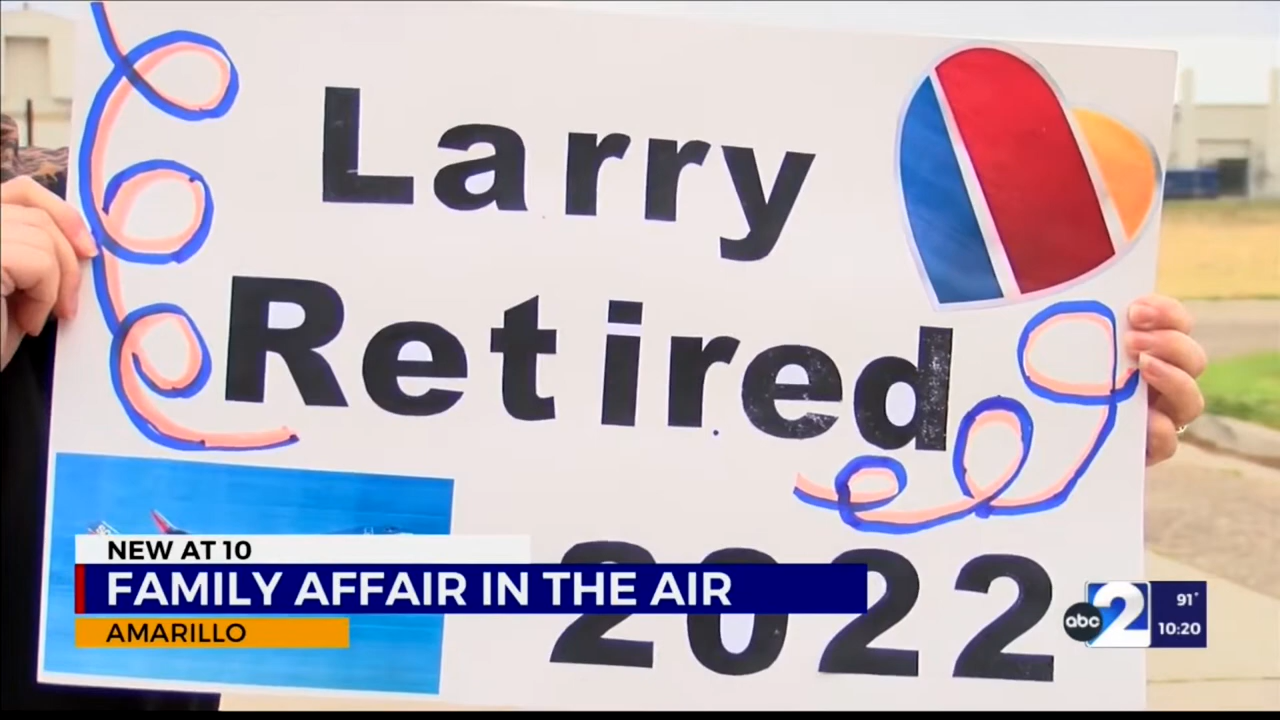 Larry
Retired
2022
NEW AT 10
FAMILY AFFAIR IN THE AIR
AMARILLO
abc 2
91°
10:20